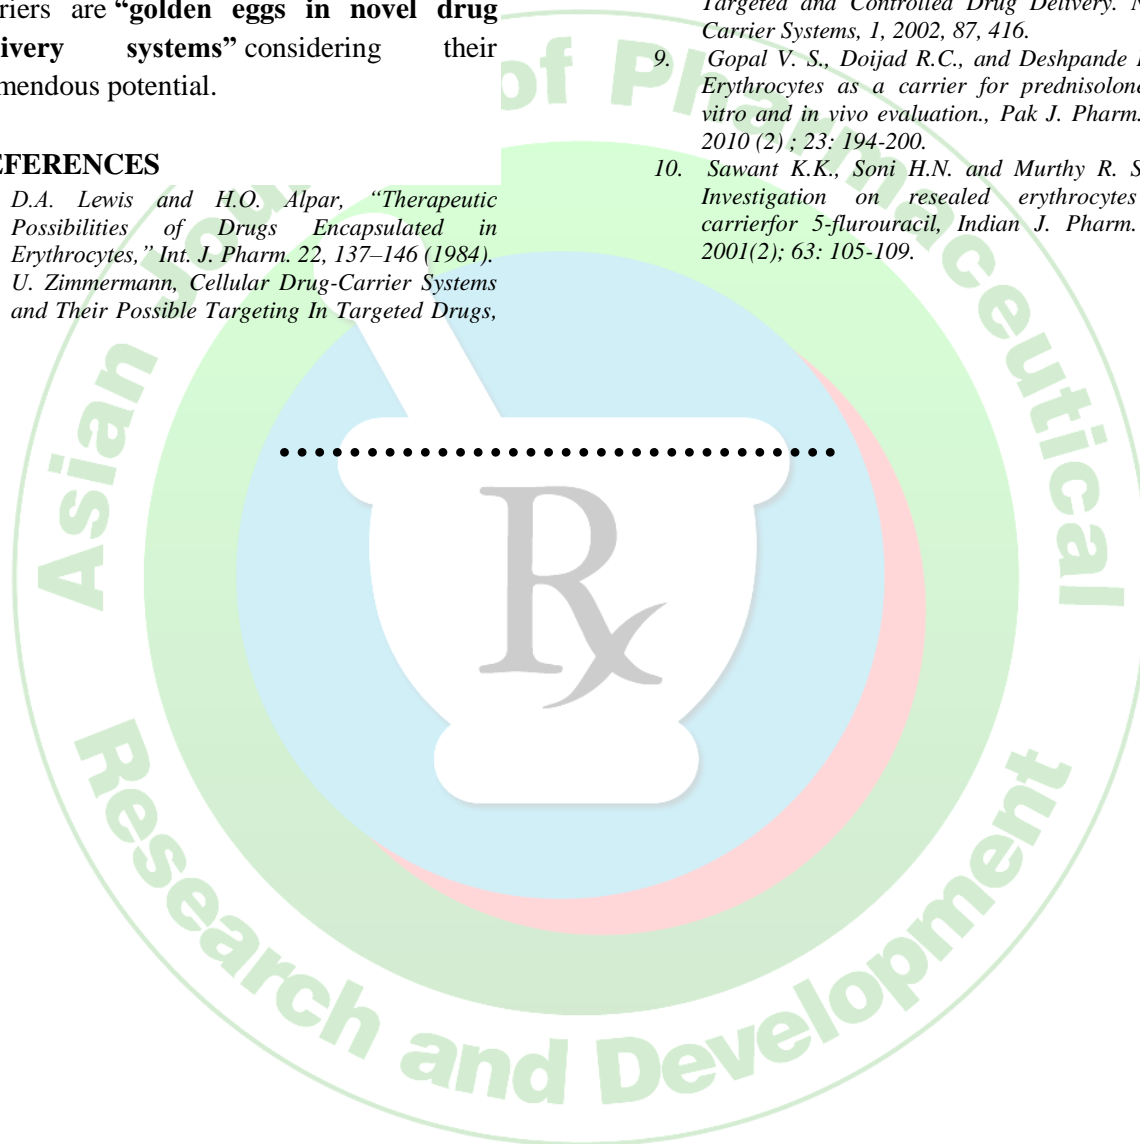 riers are “golden eggs in novel drug
ivery systems” considering their
mendous potential.
EFERENCES
D.A. Lewis and H.O. Alpar, “Therapeutic
Possibilities of Drugs Encapsulated in
Erythrocytes,” Int. J. Pharm. 22, 137–146 (1984).
U. Zimmermann, Cellular Drug-Carrier Systems
and Their Possible Targeting In Targeted Drugs,
Targeted and Controlled Drug Delivery.
Carrier Systems, 1, 2002, 87, 416.
9. Gopal V. S., Doijad R.C., and Deshpande
Erythrocytes as a carrier for prednisolone
vitro and in vivo evaluation., Pak J. Pharm.
2010 (2) ; 23: 194-200.
10. Sawant K.K., Soni H.N. and Murthy R. S
Investigation on resealed erythrocytes
carrierfor 5-flurouracil, Indian J. Pharm.
2001(2); 63: 105-109.
Asian Jou of Pharmaceutical
Rx
Research and Development